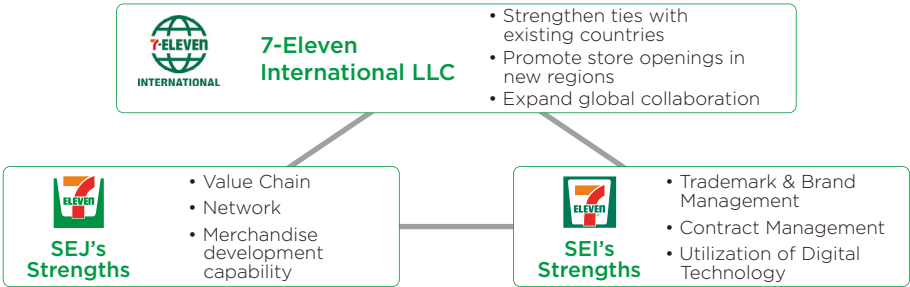 7-ELEVEN
INTERNATIONAL
7-Eleven
International LLC
• Strengthen ties with
existing countries
• Promote store openings in
new regions
• Expand global collaboration
7
ELEVEn
SEJ's
Strengths
• Value Chain
• Network
• Merchandise
development
capability
7
ELEVEn
SEI's
Strengths
• Trademark & Brand
Management
• Contract Management
• Utilization of Digital
Technology